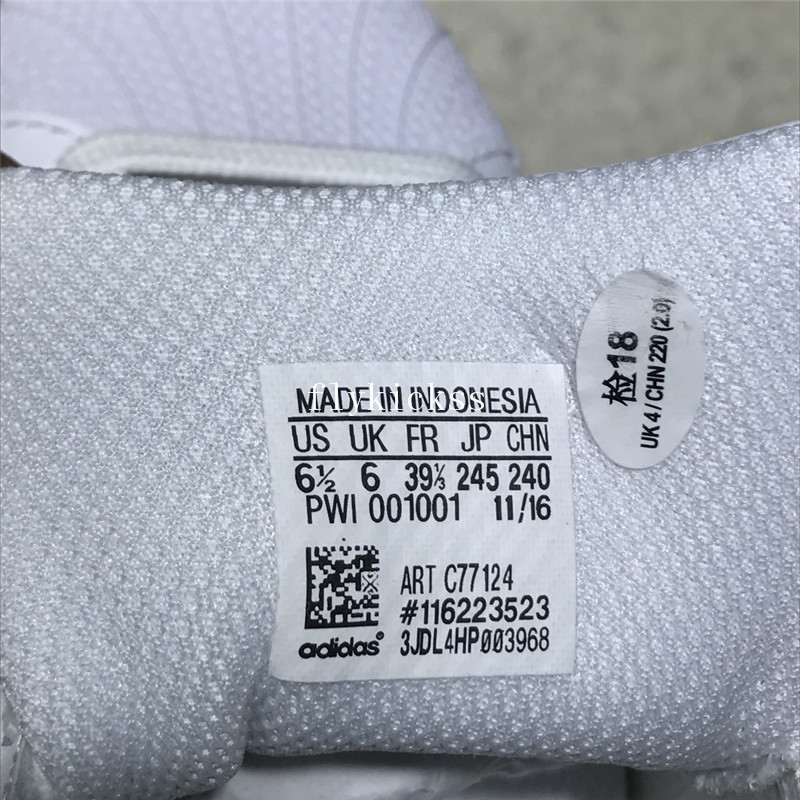 MADE IN INDONESIA
flykickss
US UK FR JP CHN
6½ 6 39⅓ 245 240
PWI 001001 11/16
ART C77124
#116223523
adidas® 3JDL4HP003968
检18
UK 4 / CHN 220 (2.0)